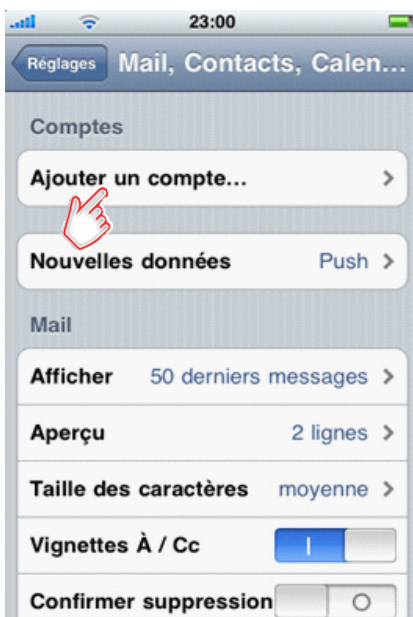 23:00
Réglages Mail, Contacts, Calen...
Comptes
Ajouter un compte...
Nouvelles données Push
Mail
Afficher 50 derniers messages
Aperçu 2 lignes
Taille des caractères moyenne
Vignettes À / Cc
Confirmer suppression